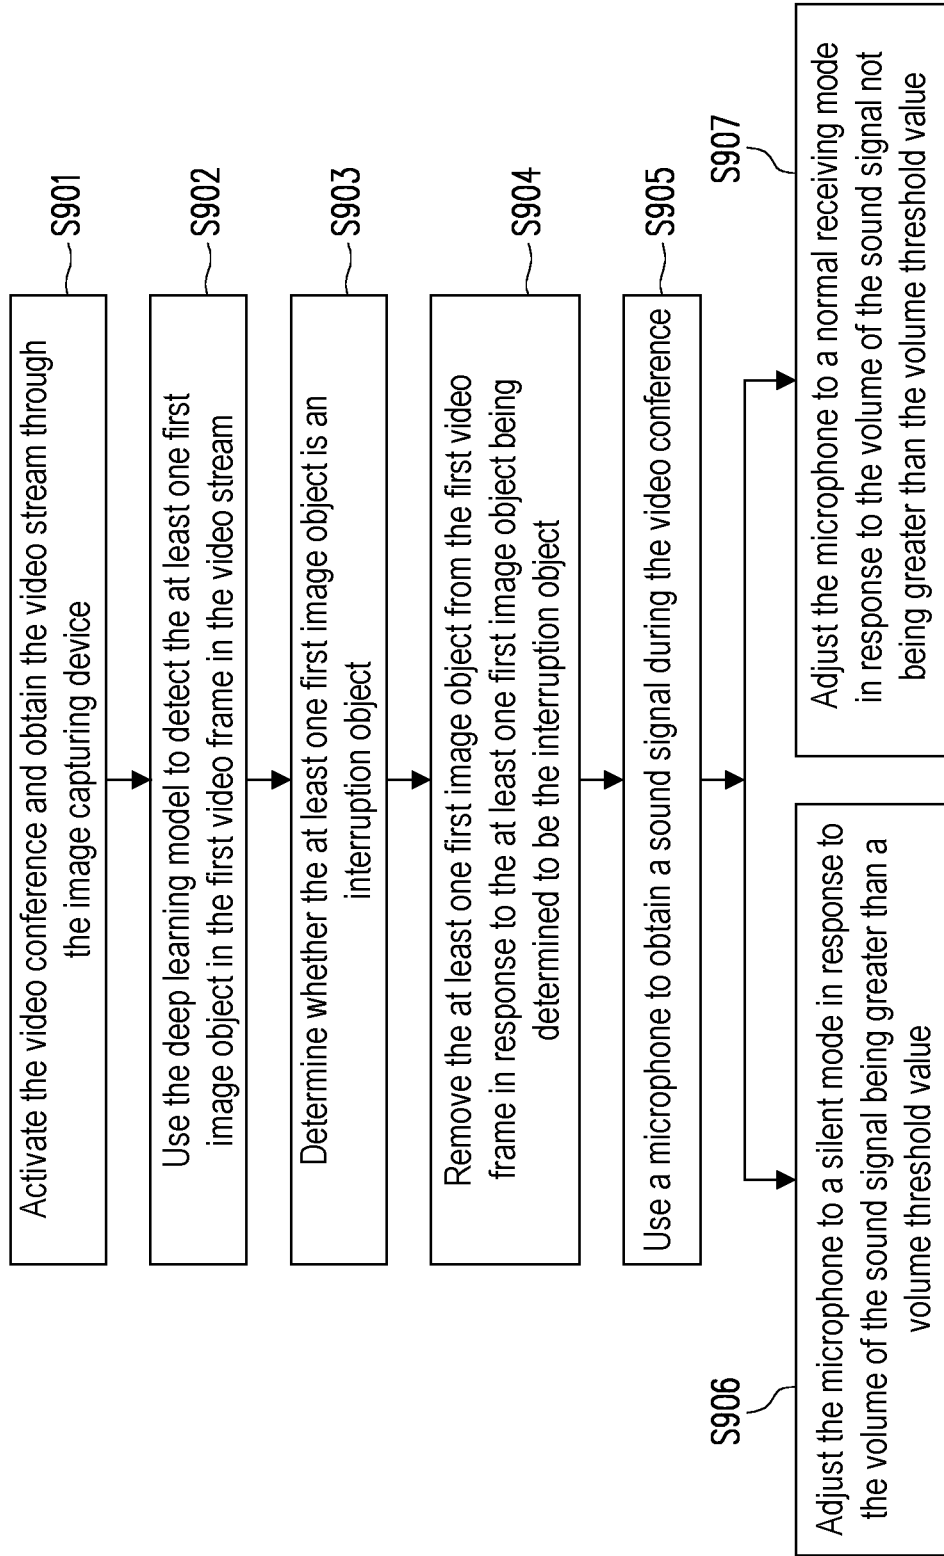 Activate the video conference and obtain the video stream through
the image capturing device
S901
Use the deep learning model to detect the at least one first
image object in the first video frame in the video stream
S902
Determine whether the at least one first image object is an
interruption object
S903
Remove the at least one first image object from the first video
frame in response to the at least one first image object being
determined to be the interruption object
S904
Use a microphone to obtain a sound signal during the video conference
S905
S906
Adjust the microphone to a silent mode in response to
the volume of the sound signal being greater than a
volume threshold value
S907
Adjust the microphone to a normal receiving mode
in response to the volume of the sound signal not
being greater than the volume threshold value